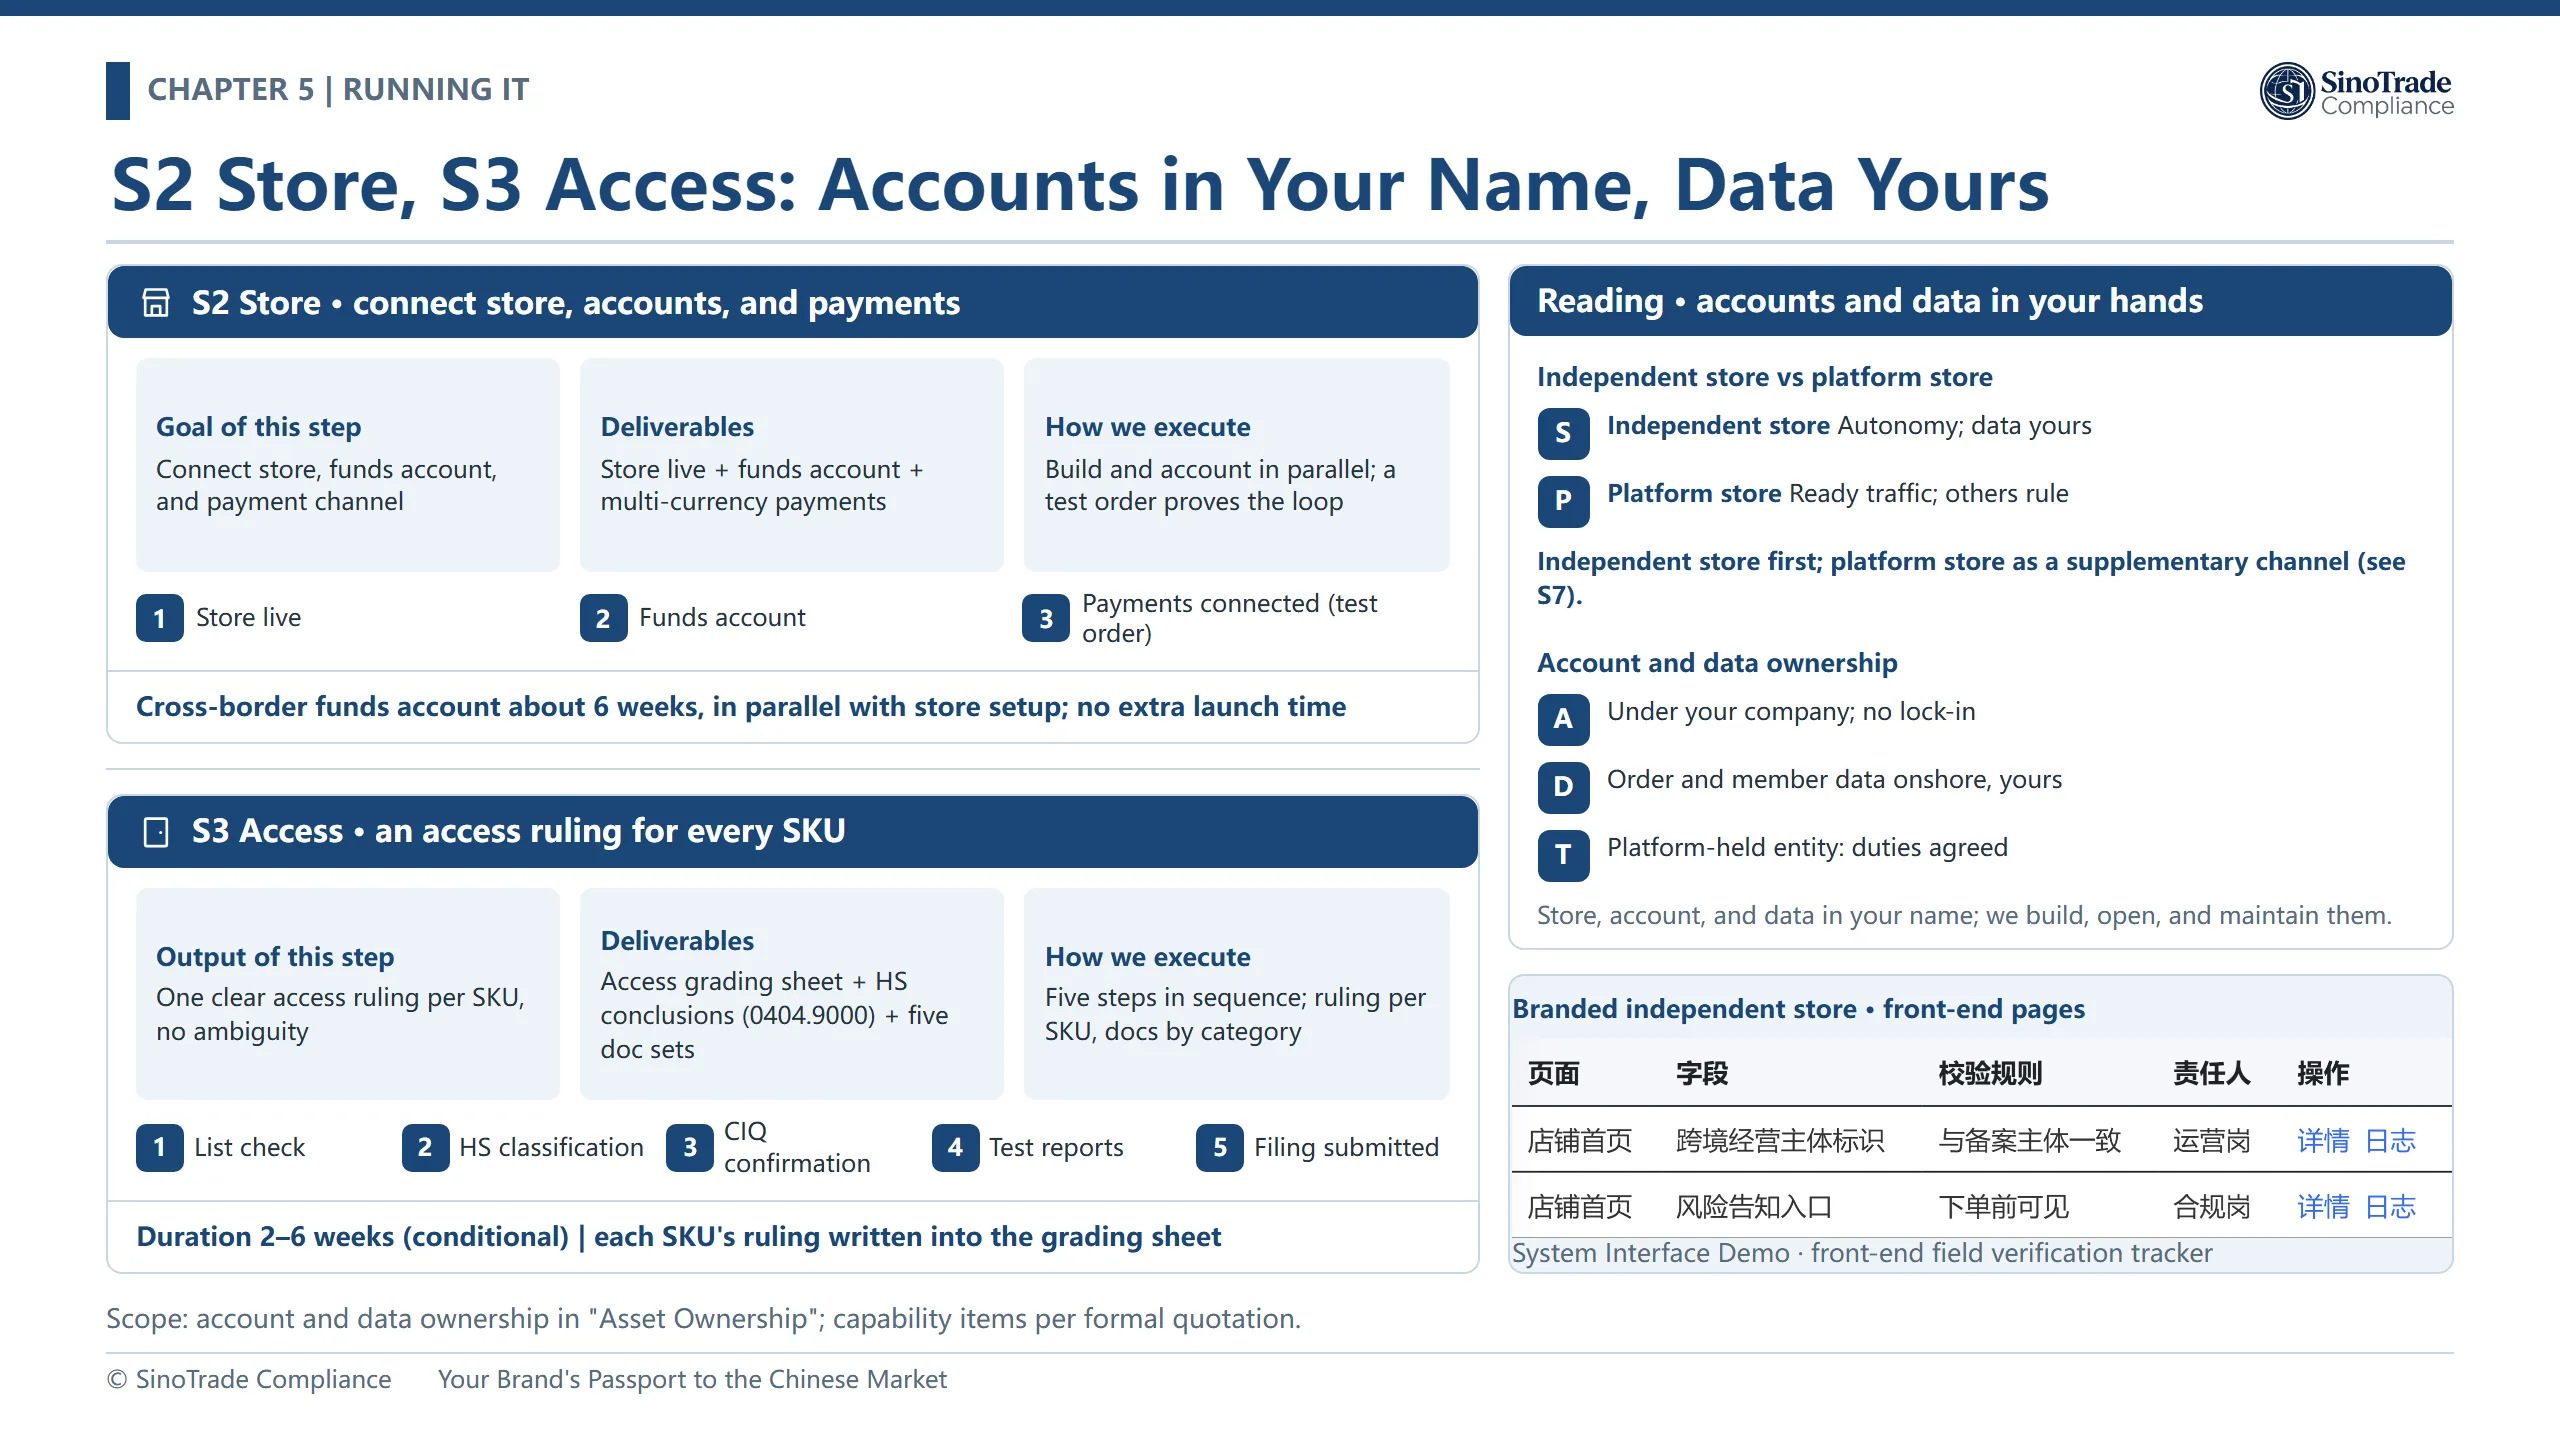 CHAPTER 5 | RUNNING IT
SinoTrade
Compliance
S2 Store, S3 Access: Accounts in Your Name, Data Yours
S2 Store • connect store, accounts, and payments
Goal of this step
Connect store, funds account,
and payment channel
Deliverables
Store live + funds account +
multi-currency payments
How we execute
Build and account in parallel; a
test order proves the loop
1 Store live
2 Funds account
3 Payments connected (test
order)
Cross-border funds account about 6 weeks, in parallel with store setup; no extra launch time
S3 Access • an access ruling for every SKU
Output of this step
One clear access ruling per SKU,
no ambiguity
Deliverables
Access grading sheet + HS
conclusions (0404.9000) + five
doc sets
How we execute
Five steps in sequence; ruling per
SKU, docs by category
1 List check
2 HS classification
3 CIQ
confirmation
4 Test reports
5 Filing submitted
Duration 2–6 weeks (conditional) | each SKU's ruling written into the grading sheet
Reading • accounts and data in your hands
Independent store vs platform store
S Independent store Autonomy; data yours
P Platform store Ready traffic; others rule
Independent store first; platform store as a supplementary channel (see
S7).
Account and data ownership
A Under your company; no lock-in
D Order and member data onshore, yours
T Platform-held entity: duties agreed
Store, account, and data in your name; we build, open, and maintain them.
Branded independent store • front-end pages
页面 字段 校验规则 责任人 操作
店铺首页 跨境经营主体标识 与备案主体一致 运营岗 详情 日志
店铺首页 风险告知入口 下单前可见 合规岗 详情 日志
System Interface Demo · front-end field verification tracker
Scope: account and data ownership in "Asset Ownership"; capability items per formal quotation.
© SinoTrade Compliance Your Brand's Passport to the Chinese Market